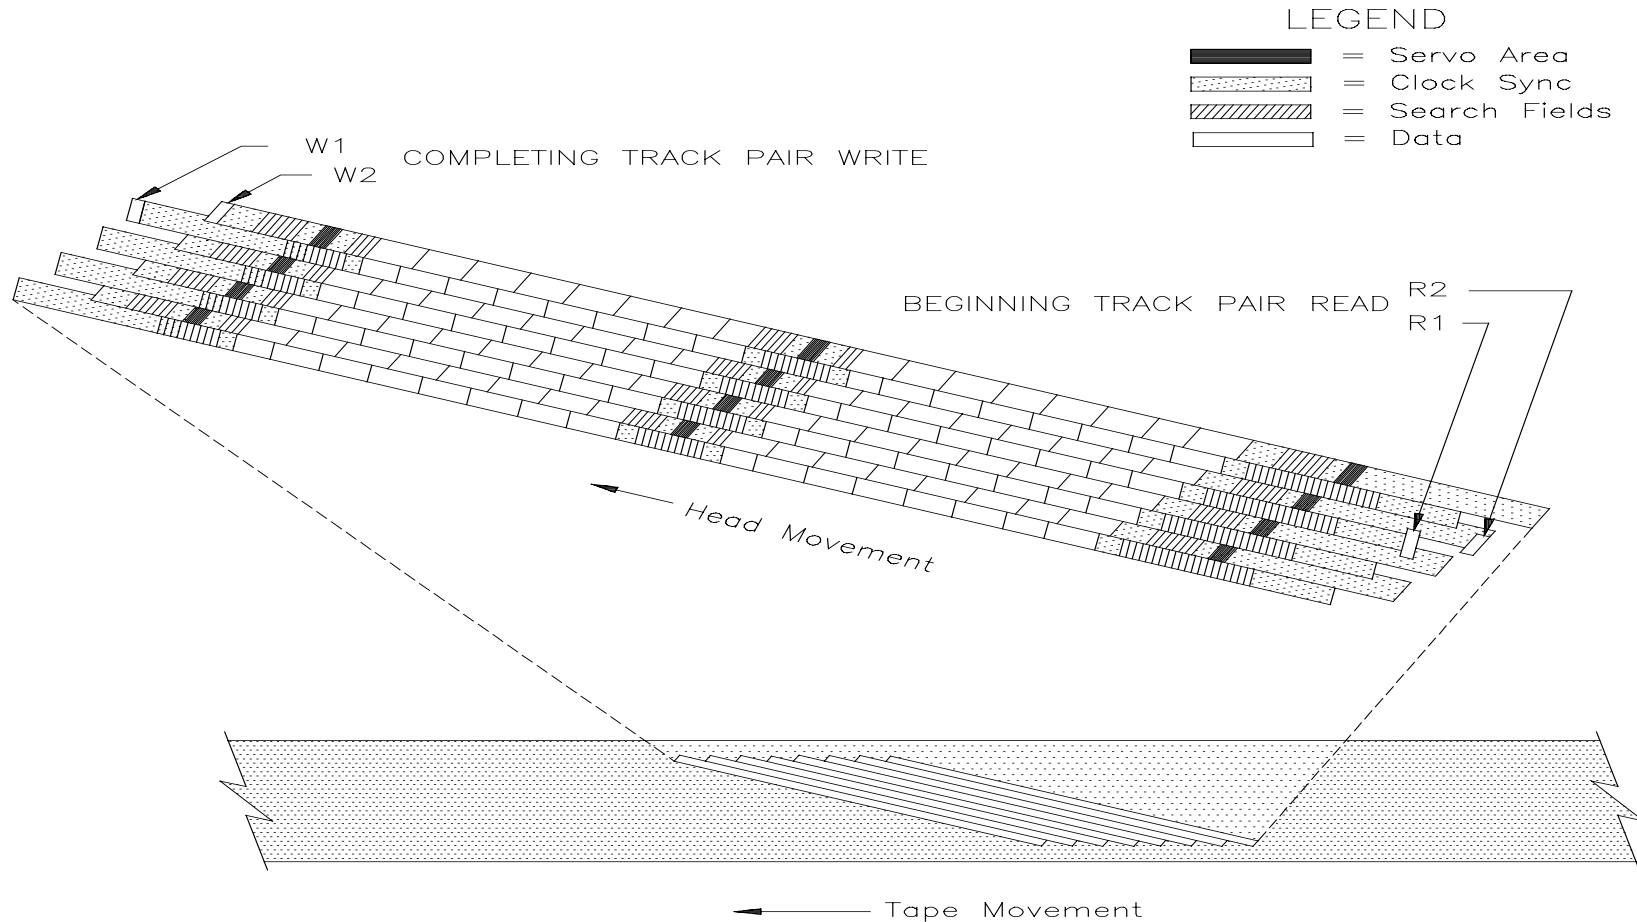 LEGEND
= Servo Area
= Clock Sync
= Search Fields
= Data
W1
W2
COMPLETING TRACK PAIR WRITE
BEGINNING TRACK PAIR READ
R2
R1
Head Movement
Tape Movement